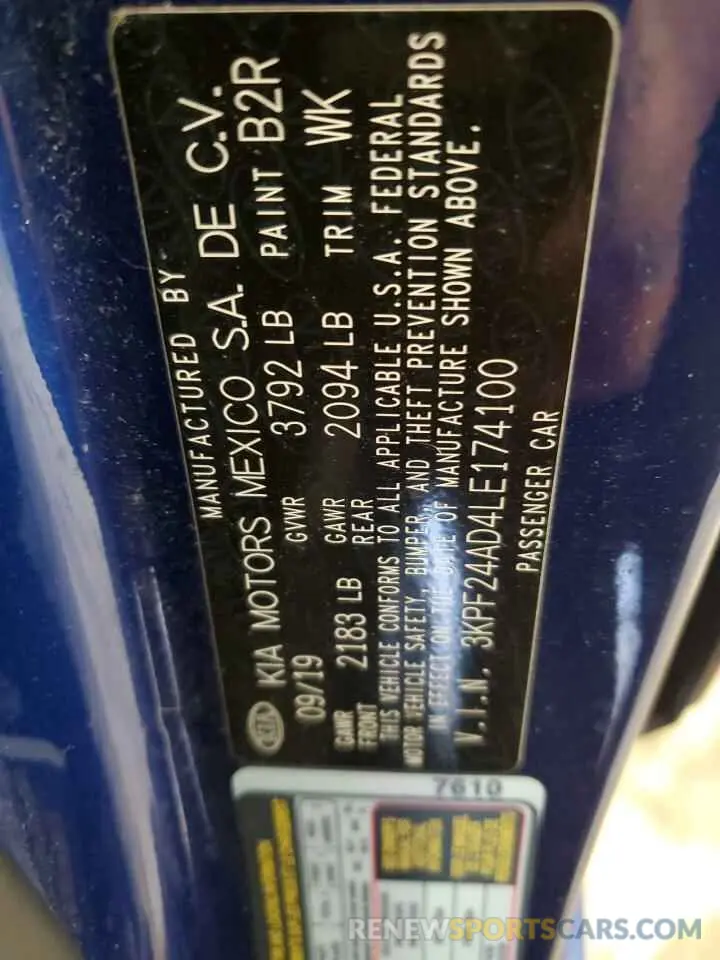 MANUFACTURED BY
KIA KIA MOTORS MEXICO S.A. DE C.V.
09/19 GVWR 3792 LB PAINT B2R
GAWR FRONT 2183 LB GAWR REAR 2094 LB TRIM WK
THIS VEHICLE CONFORMS TO ALL APPLICABLE U.S.A. FEDERAL
MOTOR VEHICLE SAFETY, BUMPER, AND THEFT PREVENTION STANDARDS
IN EFFECT ON THE DATE OF MANUFACTURE SHOWN ABOVE.
V.I.N. 3KPF24AD4LE174100
PASSENGER CAR
7610
RENEWSPORTSCARS.COM